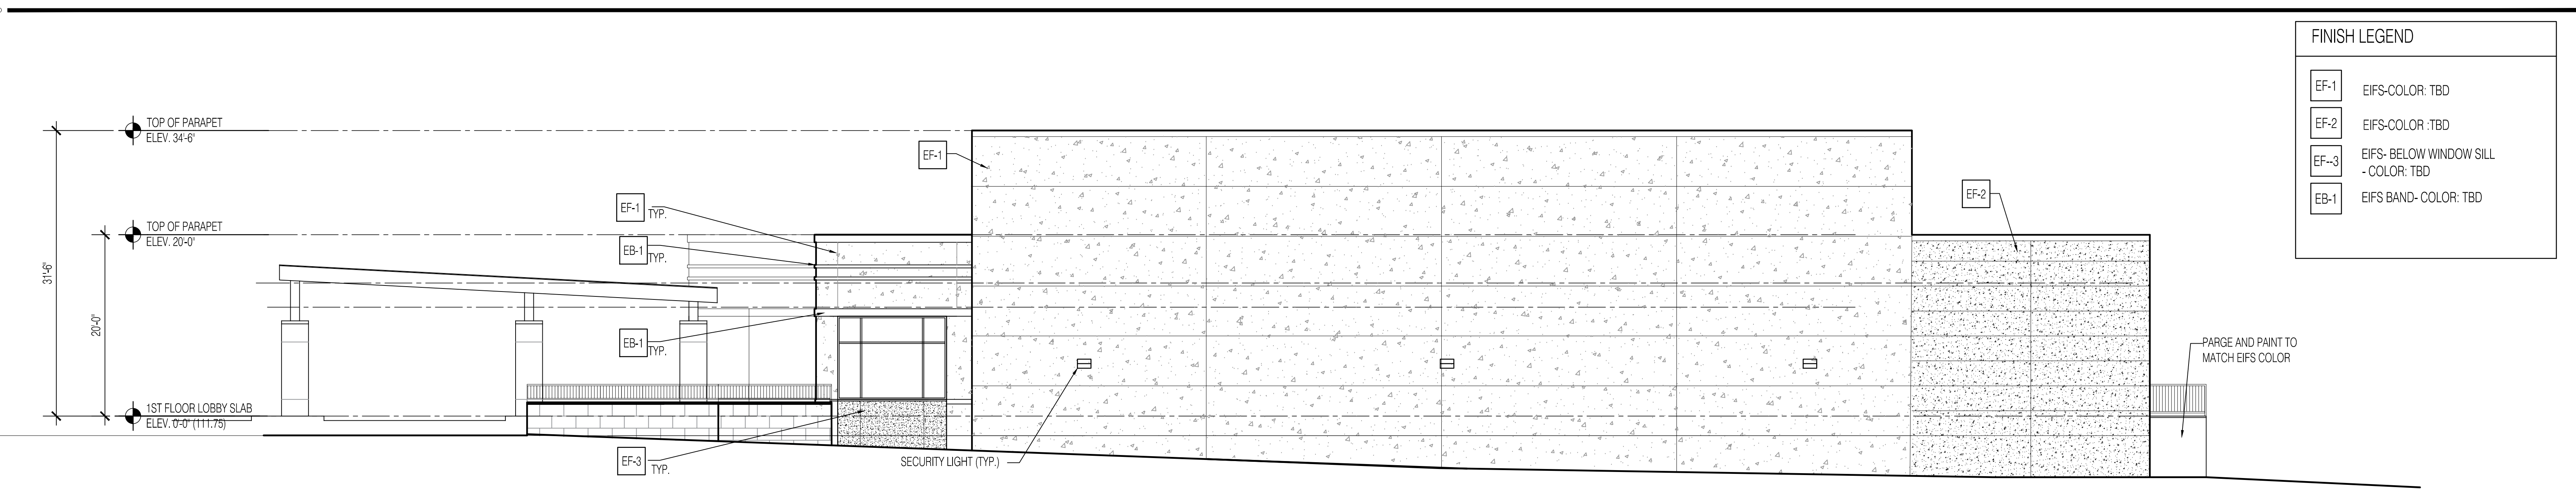 FINISH LEGEND
EF-1 EIFS-COLOR: TBD
EF-2 EIFS-COLOR :TBD
EF--3 EIFS- BELOW WINDOW SILL
- COLOR: TBD
EB-1 EIFS BAND- COLOR: TBD
TOP OF PARAPET
ELEV. 34'-6"
TOP OF PARAPET
ELEV. 20'-0"
31'-6"
20'-0"
1ST FLOOR LOBBY SLAB
ELEV. 0'-0" (111.75)
EF-1
EF-1 TYP.
EB-1 TYP.
EB-1 TYP.
EF-3 TYP.
SECURITY LIGHT (TYP.)
EF-2
PARGE AND PAINT TO
MATCH EIFS COLOR